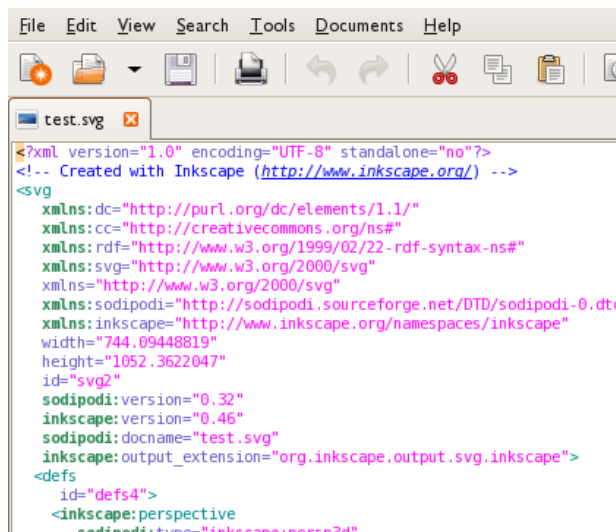 File Edit View Search Tools Documents Help
test.svg
<?xml version="1.0" encoding="UTF-8" standalone="no"?>
<!-- Created with Inkscape (http://www.inkscape.org/) -->
<svg
xmlns:dc="http://purl.org/dc/elements/1.1/"
xmlns:cc="http://creativecommons.org/ns#"
xmlns:rdf="http://www.w3.org/1999/02/22-rdf-syntax-ns#"
xmlns:svg="http://www.w3.org/2000/svg"
xmlns="http://www.w3.org/2000/svg"
xmlns:sodipodi="http://sodipodi.sourceforge.net/DTD/sodipodi-0.dtd
xmlns:inkscape="http://www.inkscape.org/namespaces/inkscape"
width="744.09448819"
height="1052.3622047"
id="svg2"
sodipodi:version="0.32"
inkscape:version="0.46"
sodipodi:docname="test.svg"
inkscape:output_extension="org.inkscape.output.svg.inkscape">
<defs
id="defs4">
<inkscape:perspective
sodipodi:type="inkscape:persp3d"